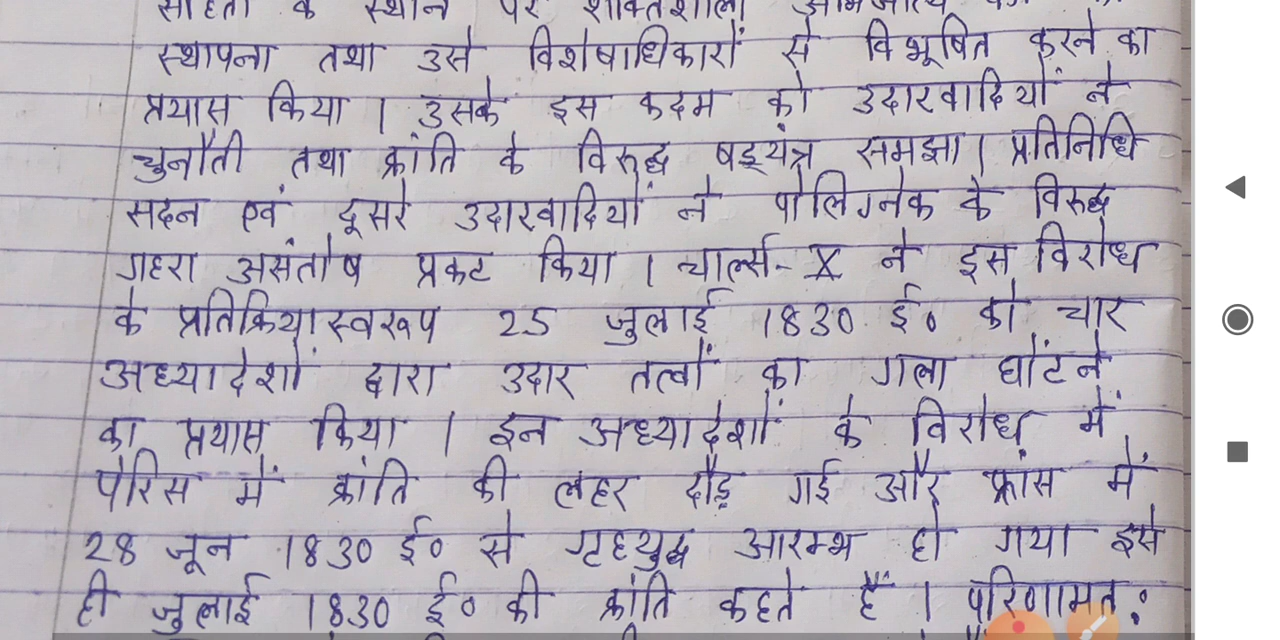 के स्थान पर शक्तिशाली
स्थापना तथा उसे विशेषाधिकारों से विभूषित करने का
प्रयास किया । उसके इस कदम को उदारवादियों ने
चुनौती तथा क्रांति के विरुद्ध षड्यंत्र समझा। प्रतिनिधि
सदन एवं दूसरे उदारवादियों ने पोलिग्नेक के विरुद्ध
गहरा असंतोष प्रकट किया । चार्ल्स-X ने इस विरोध
के प्रतिक्रियास्वरूप 25 जुलाई 1830 ई० को चार
अध्यादेशों द्वारा उदार तत्वों का गला घोंटने
का प्रयास किया । इन अध्यादेशों के विरोध में
पेरिस में क्रांति की लहर दौड़ गई और फ्रांस में
28 जून 1830 ई० से गृहयुद्ध आरम्भ हो गया इसे
ही जुलाई 1830 ई० की क्रांति कहते हैं । परिणामतः